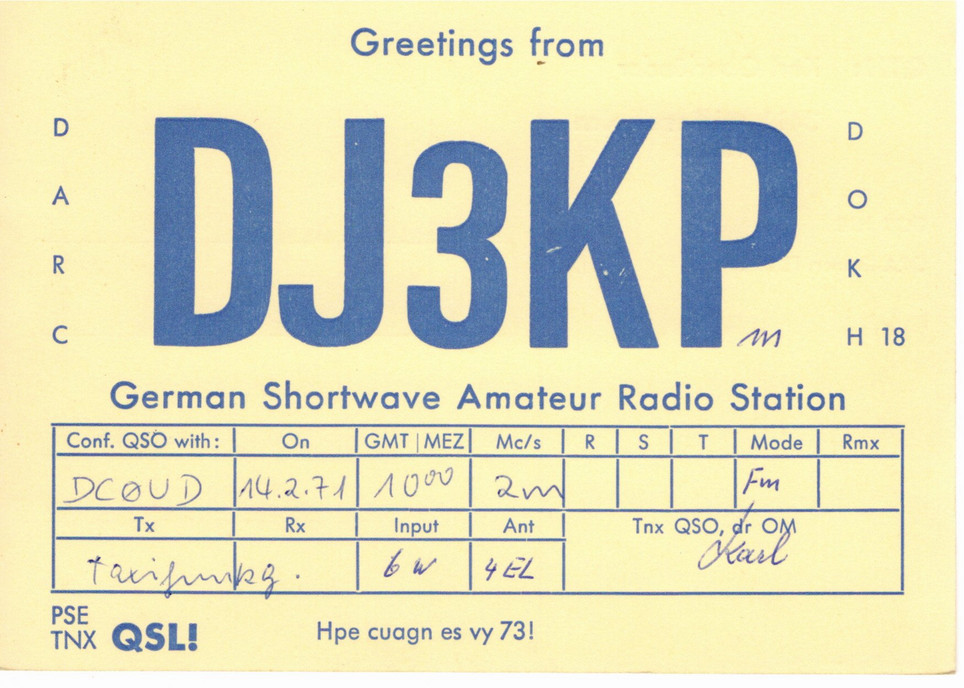 Greetings from
D A R C
DJ3KP m
D O K H 18
German Shortwave Amateur Radio Station
Conf. QSO with: On GMT | MEZ Mc/s R S T Mode Rmx
DCØUD 14.2.71 10⁰⁰ 2m Fm
Tx Rx Input Ant Tnx QSO, dr OM
taxifunkg. 6 W 4 EL Karl
PSE
TNX QSL! Hpe cuagn es vy 73!